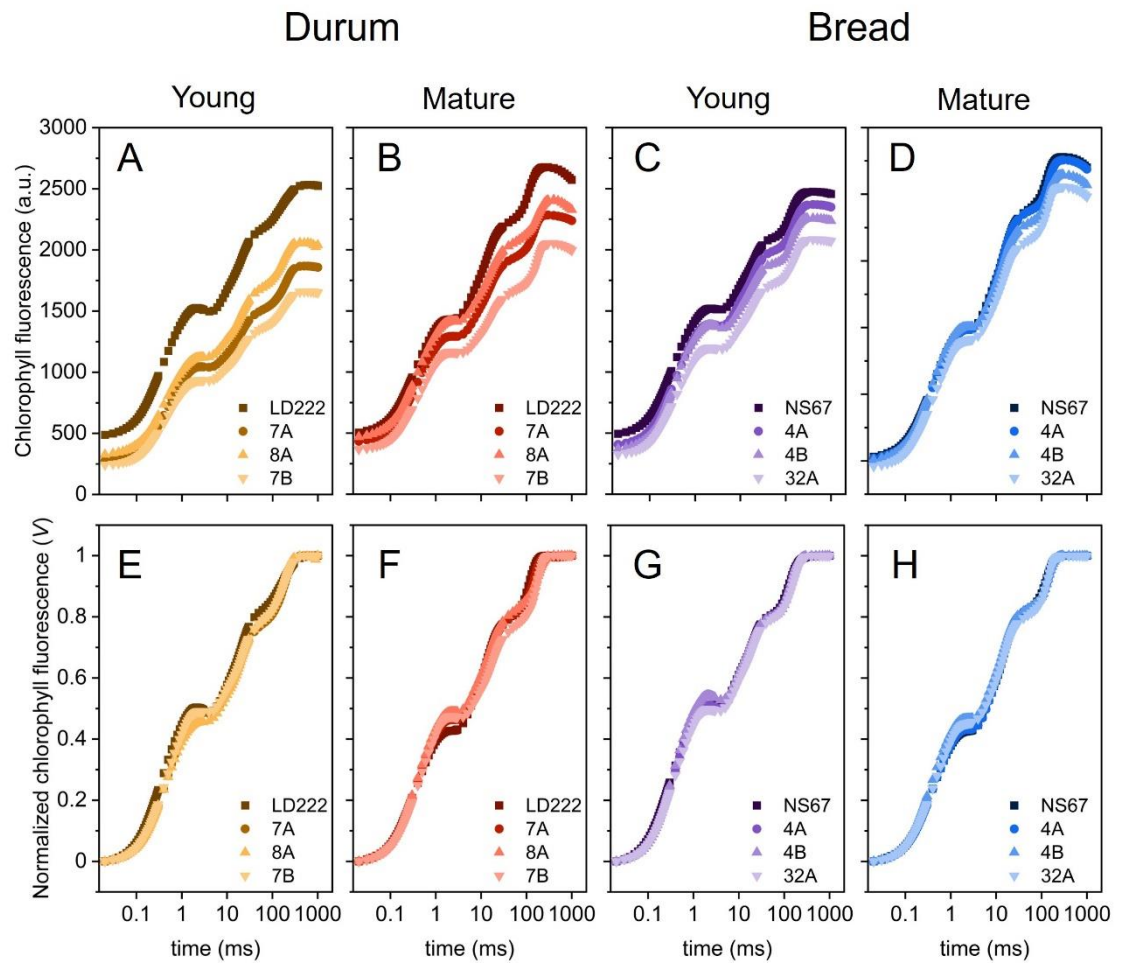 Durum Bread
Young Mature Young Mature
Chlorophyll fluorescence (a.u.)
3000
2500
2000
1500
1000
500
0
A
LD222
7A
8A
7B
B
LD222
7A
8A
7B
C
NS67
4A
4B
32A
D
NS67
4A
4B
32A
Normalized chlorophyll fluorescence (V)
1
0.8
0.6
0.4
0.2
0
E
LD222
7A
8A
7B
F
LD222
7A
8A
7B
G
NS67
4A
4B
32A
H
NS67
4A
4B
32A
0.1 1 10 100 1000
0.1 1 10 100 1000
0.1 1 10 100 1000
0.1 1 10 100 1000
time (ms) time (ms) time (ms) time (ms)